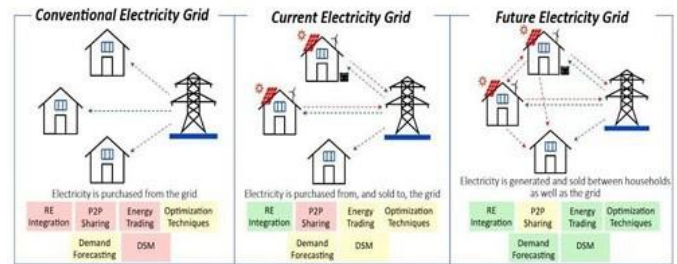 Conventional Electricity Grid
Electricity is purchased from the grid
RE Integration
P2P Sharing
Energy Trading
Optimization Techniques
Demand Forecasting
DSM
Current Electricity Grid
Electricity is purchased from, and sold to, the grid
RE Integration
P2P Sharing
Energy Trading
Optimization Techniques
Demand Forecasting
DSM
Future Electricity Grid
Electricity is generated and sold between households
as well as the grid
RE Integration
P2P Sharing
Energy Trading
Optimization Techniques
Demand Forecasting
DSM